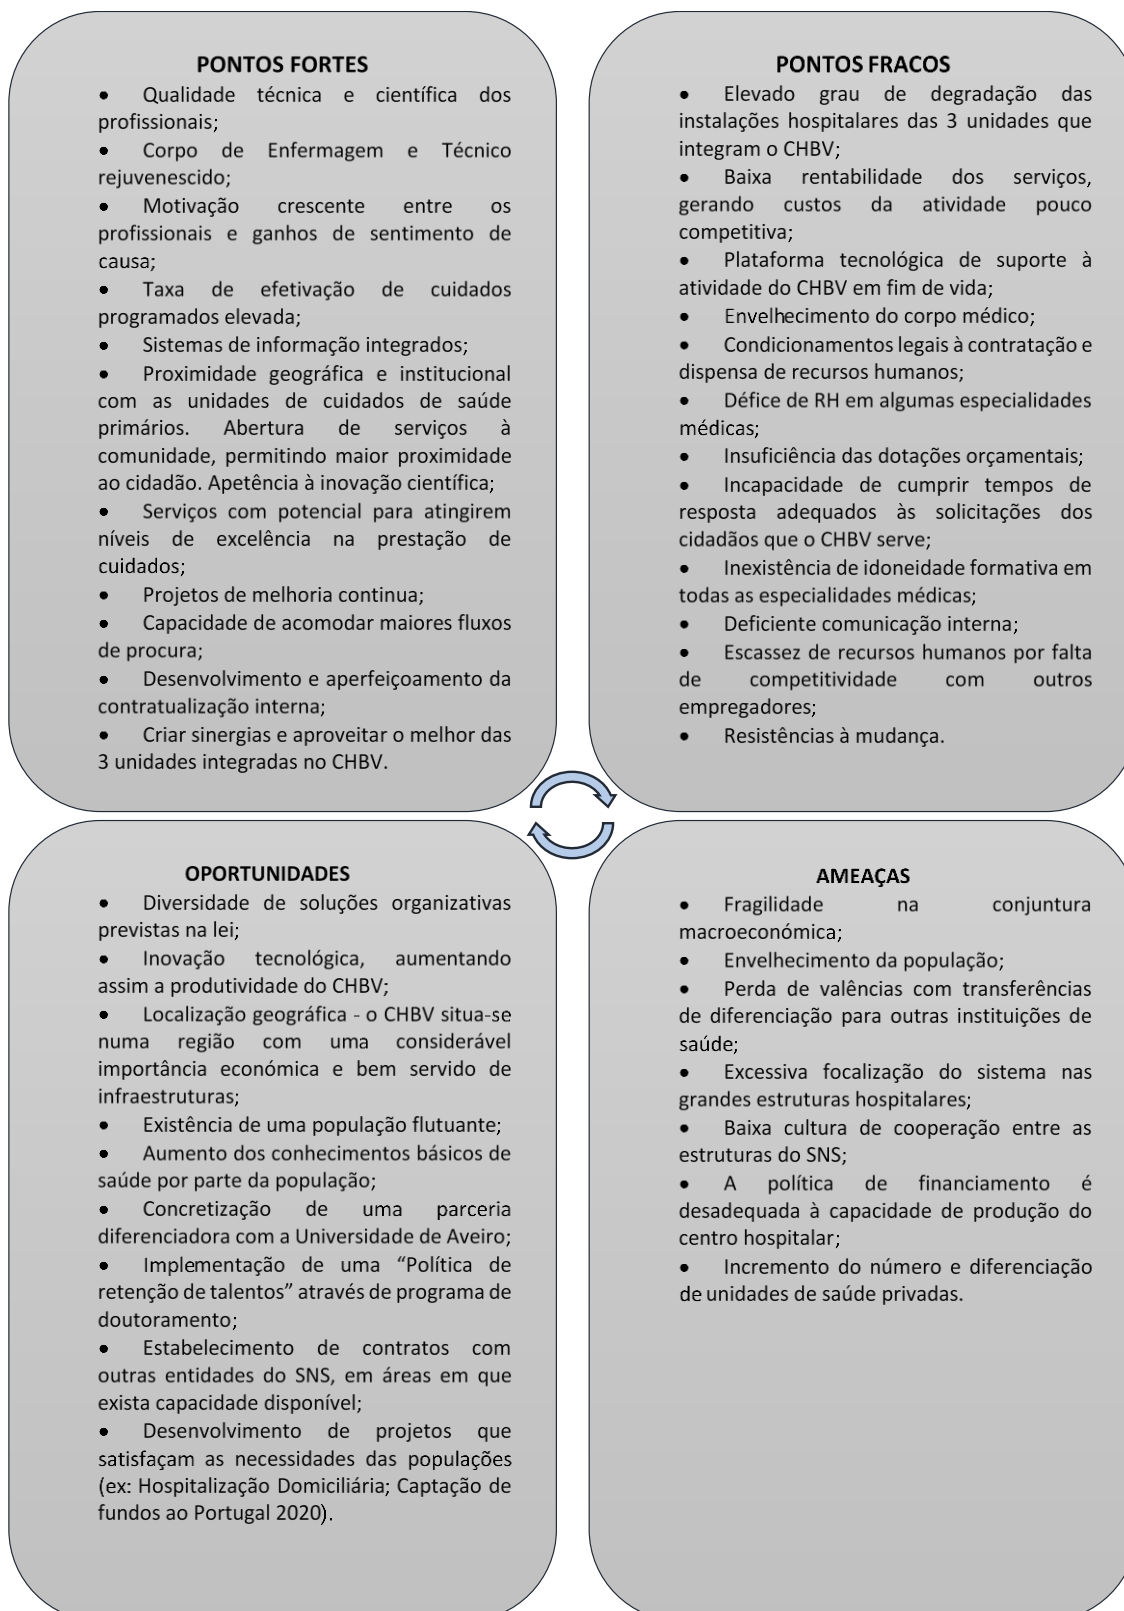 PONTOS FORTES
• Qualidade técnica e científica dos
profissionais;
• Corpo de Enfermagem e Técnico
rejuvenescido;
• Motivação crescente entre os
profissionais e ganhos de sentimento de
causa;
• Taxa de efetivação de cuidados
programados elevada;
• Sistemas de informação integrados;
• Proximidade geográfica e institucional
com as unidades de cuidados de saúde
primários. Abertura de serviços à
comunidade, permitindo maior proximidade
ao cidadão. Apetência à inovação científica;
• Serviços com potencial para atingirem
níveis de excelência na prestação de
cuidados;
• Projetos de melhoria continua;
• Capacidade de acomodar maiores fluxos
de procura;
• Desenvolvimento e aperfeiçoamento da
contratualização interna;
• Criar sinergias e aproveitar o melhor das
3 unidades integradas no CHBV.
PONTOS FRACOS
• Elevado grau de degradação das
instalações hospitalares das 3 unidades que
integram o CHBV;
• Baixa rentabilidade dos serviços,
gerando custos da atividade pouco
competitiva;
• Plataforma tecnológica de suporte à
atividade do CHBV em fim de vida;
• Envelhecimento do corpo médico;
• Condicionamentos legais à contratação e
dispensa de recursos humanos;
• Défice de RH em algumas especialidades
médicas;
• Insuficiência das dotações orçamentais;
• Incapacidade de cumprir tempos de
resposta adequados às solicitações dos
cidadãos que o CHBV serve;
• Inexistência de idoneidade formativa em
todas as especialidades médicas;
• Deficiente comunicação interna;
• Escassez de recursos humanos por falta
de competitividade com outros
empregadores;
• Resistências à mudança.
OPORTUNIDADES
• Diversidade de soluções organizativas
previstas na lei;
• Inovação tecnológica, aumentando
assim a produtividade do CHBV;
• Localização geográfica - o CHBV situa-se
numa região com uma considerável
importância económica e bem servido de
infraestruturas;
• Existência de uma população flutuante;
• Aumento dos conhecimentos básicos de
saúde por parte da população;
• Concretização de uma parceria
diferenciadora com a Universidade de Aveiro;
• Implementação de uma “Política de
retenção de talentos” através de programa de
doutoramento;
• Estabelecimento de contratos com
outras entidades do SNS, em áreas em que
exista capacidade disponível;
• Desenvolvimento de projetos que
satisfaçam as necessidades das populações
(ex: Hospitalização Domiciliária; Captação de
fundos ao Portugal 2020).
AMEAÇAS
• Fragilidade na conjuntura
macroeconómica;
• Envelhecimento da população;
• Perda de valências com transferências
de diferenciação para outras instituições de
saúde;
• Excessiva focalização do sistema nas
grandes estruturas hospitalares;
• Baixa cultura de cooperação entre as
estruturas do SNS;
• A política de financiamento é
desadequada à capacidade de produção do
centro hospitalar;
• Incremento do número e diferenciação
de unidades de saúde privadas.